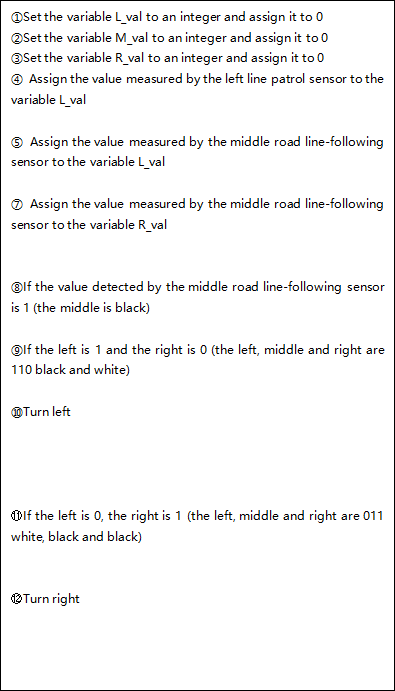 ①Set the variable L_val to an integer and assign it to 0
②Set the variable M_val to an integer and assign it to 0
③Set the variable R_val to an integer and assign it to 0
④ Assign the value measured by the left line patrol sensor to the
variable L_val
⑤ Assign the value measured by the middle road line-following
sensor to the variable L_val
⑦ Assign the value measured by the middle road line-following
sensor to the variable R_val
⑧If the value detected by the middle road line-following sensor
is 1 (the middle is black)
⑨If the left is 1 and the right is 0 (the left, middle and right are
110 black and white)
⑩Turn left
⑪If the left is 0, the right is 1 (the left, middle and right are 011
white, black and black)
⑫Turn right